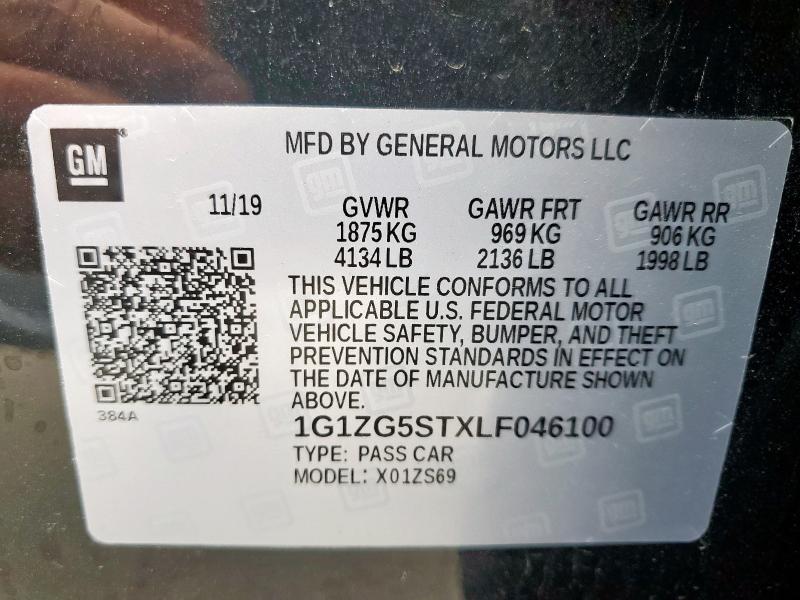 GM
MFD BY GENERAL MOTORS LLC
11/19 GVWR GAWR FRT GAWR RR
1875 KG 969 KG 906 KG
4134 LB 2136 LB 1998 LB
THIS VEHICLE CONFORMS TO ALL
APPLICABLE U.S. FEDERAL MOTOR
VEHICLE SAFETY, BUMPER, AND THEFT
PREVENTION STANDARDS IN EFFECT ON
THE DATE OF MANUFACTURE SHOWN
ABOVE.
384A
1G1ZG5STXLF046100
TYPE: PASS CAR
MODEL: X01ZS69